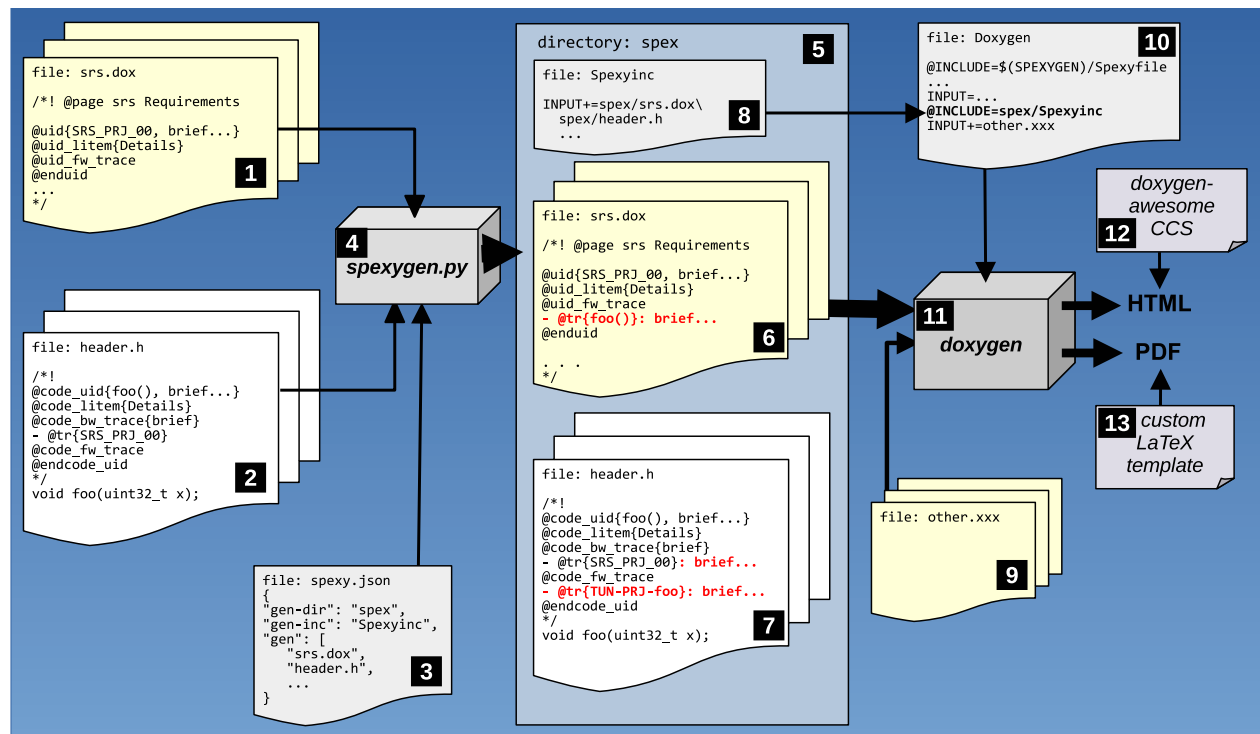 file: srs.dox
/*! @page srs Requirements
@uid{SRS_PRJ_00, brief...}
@uid_litem{Details}
@uid_fw_trace
@enduid
...
*/
1
file: header.h
/*!
@code_uid{foo(), brief...}
@code_litem{Details}
@code_bw_trace{brief}
- @tr{SRS_PRJ_00}
@code_fw_trace
@endcode_uid
*/
void foo(uint32_t x);
2
file: spexy.json
{
"gen-dir": "spex",
"gen-inc": "Spexyinc",
"gen": [
"srs.dox",
"header.h",
...
}
3
4
spexygen.py
directory: spex
5
file: Spexyinc
INPUT+=spex/srs.dox\
spex/header.h
...
8
file: srs.dox
/*! @page srs Requirements
@uid{SRS_PRJ_00, brief...}
@uid_litem{Details}
@uid_fw_trace
- @tr{foo()}: brief...
@enduid
. . .
*/
6
file: header.h
/*!
@code_uid{foo(), brief...}
@code_litem{Details}
@code_bw_trace{brief}
- @tr{SRS_PRJ_00}: brief...
@code_fw_trace
- @tr{TUN-PRJ-foo}: brief...
@endcode_uid
*/
void foo(uint32_t x);
7
file: Doxygen
10
@INCLUDE=$(SPEXYGEN)/Spexyfile
...
INPUT=...
@INCLUDE=spex/Spexyinc
INPUT+=other.xxx
doxygen-
awesome
CCS
12
11
doxygen
HTML
PDF
13
custom
LaTeX
template
file: other.xxx
9